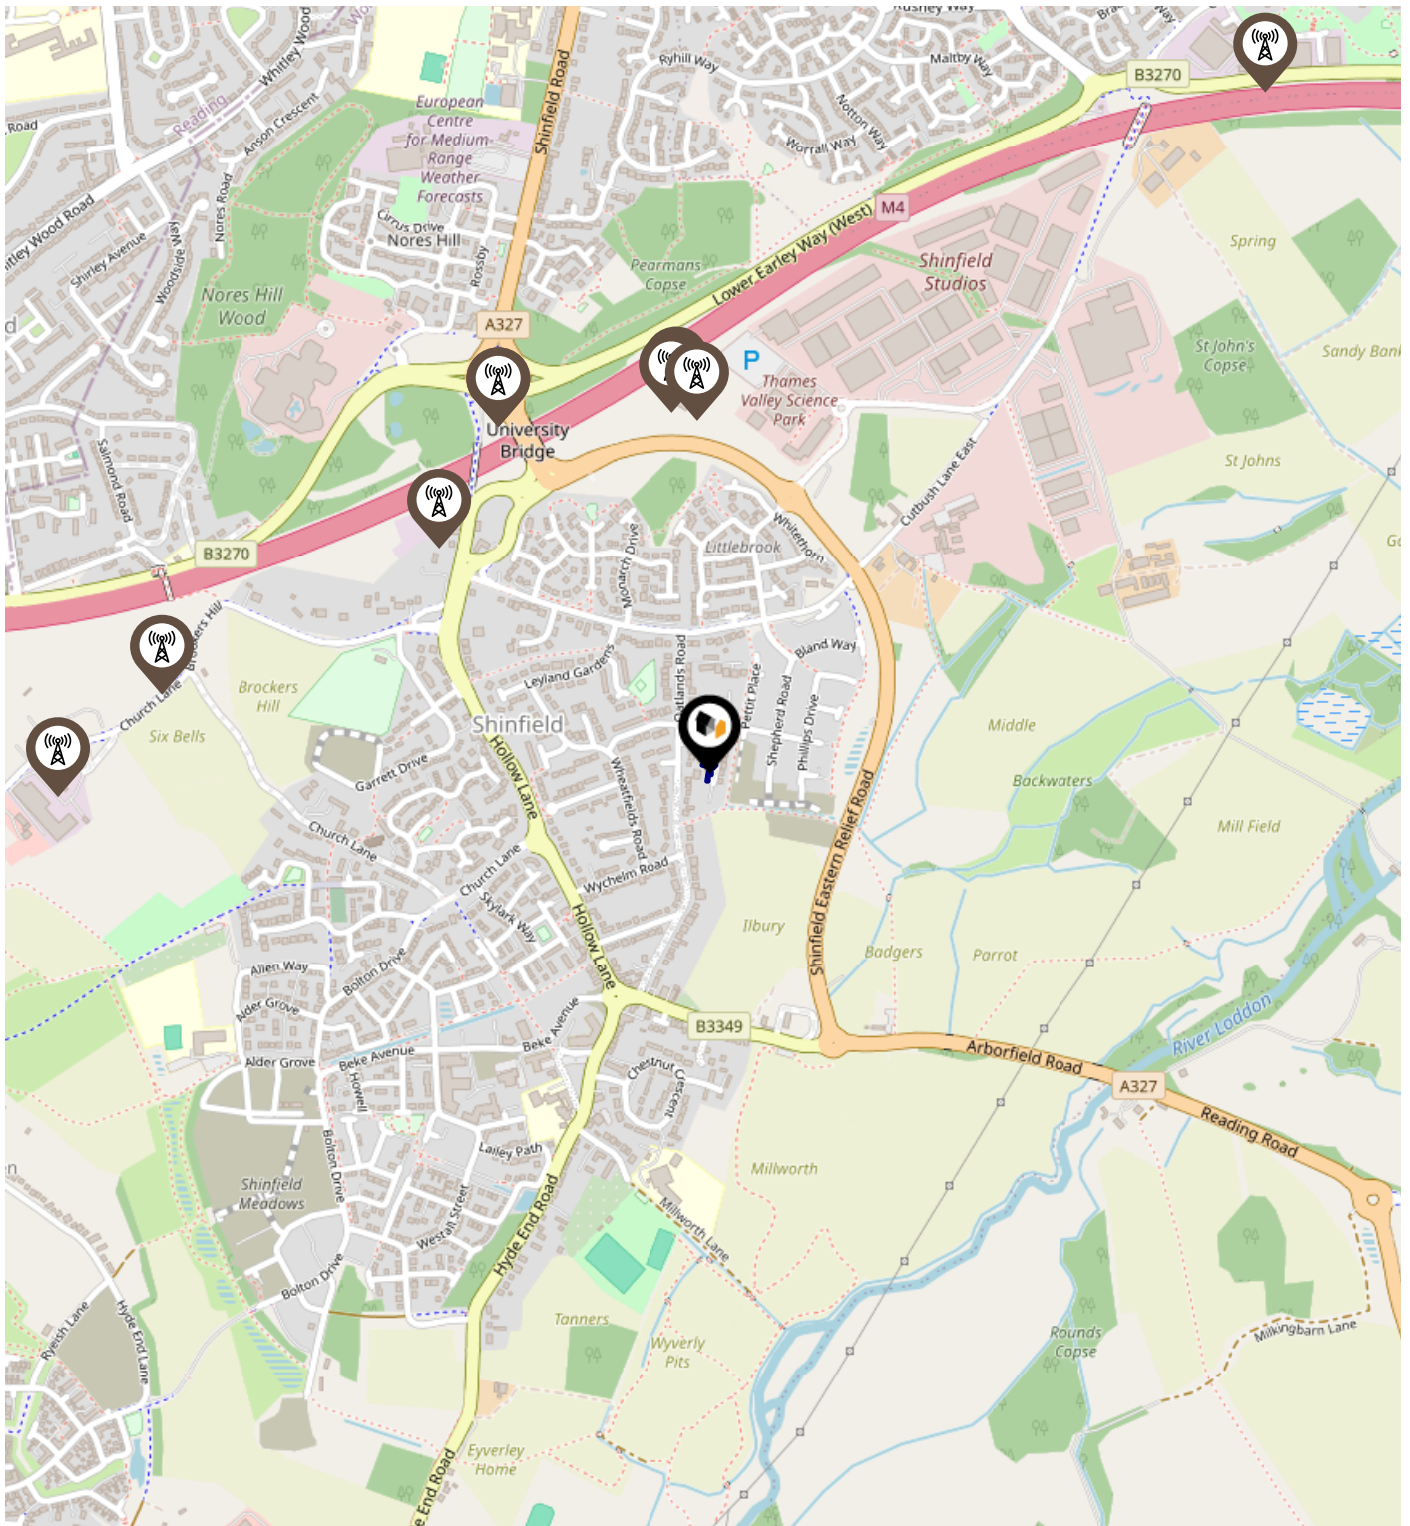 Rushey Way
Way
Whitley Wood
Shinfield Road
Ryhill Way
Maltby Way
B3270
Road
Reading
Anson Crescent
European
Centre
for Medium-
Range
Weather
Forecasts
Notton Way
Worrall Way
Nores Road
Cirrus Drive
Nores Hill
M4
Whitley Wood Road
Shirley Avenue
Woodside Way
Rossby
Pearmans
Copse
Lower Earley Way (West)
Shinfield
Studios
Spring
Nores Hill
Wood
A327
St John's
Copse
Sandy Bank
P
Thames
Valley Science
Park
University
Bridge
Salmond Road
Cutbush Lane East
St Johns
B3270
Whitethorn
Littlebrook
Monarch Drive
Brockers Hill
Church Lane
Brockers
Hill
Six Bells
Leyland Gardens
Oatlands Road
Pettit Place
Bland Way
Shepherd Road
Phillips Drive
Shinfield
Middle
Garrett Drive
Hollow Lane
Wheatfields Road
Backwaters
Mill Field
Church Lane
Church Lane
Wychelm Road
Skylark Way
Hollow Lane
Shinfield Eastern Relief Road
Ilbury
Badgers
Parrot
Allen Way
Bolton Drive
Alder Grove
Beke Avenue
B3349
River Loddon
Arborfield Road
Alder Grove
Beke Avenue
Howell
Chestnut Crescent
A327
Reading Road
Bolton Drive
Lailey Path
Millworth
Shinfield
Meadows
Westall Street
Hyde End Road
Millworth Lane
Bolton Drive
Ryeish Lane
Hyde End Lane
Tanners
Wyverly
Pits
Rounds
Copse
Milkingbarn Lane
Eyverley
Home
End Road